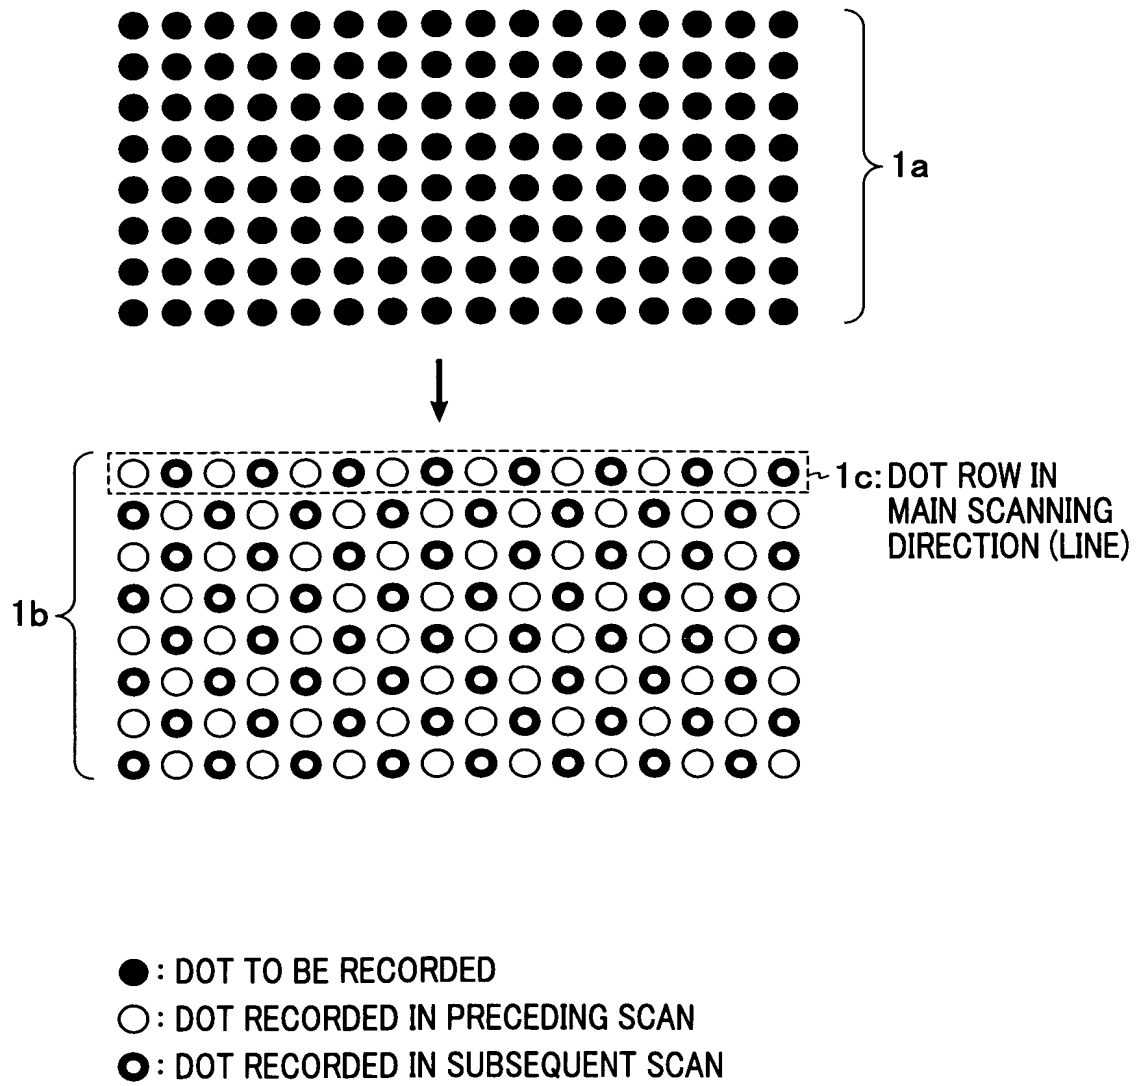 1a
1c: DOT ROW IN
MAIN SCANNING
DIRECTION (LINE)
1b
: DOT TO BE RECORDED
: DOT RECORDED IN PRECEDING SCAN
: DOT RECORDED IN SUBSEQUENT SCAN